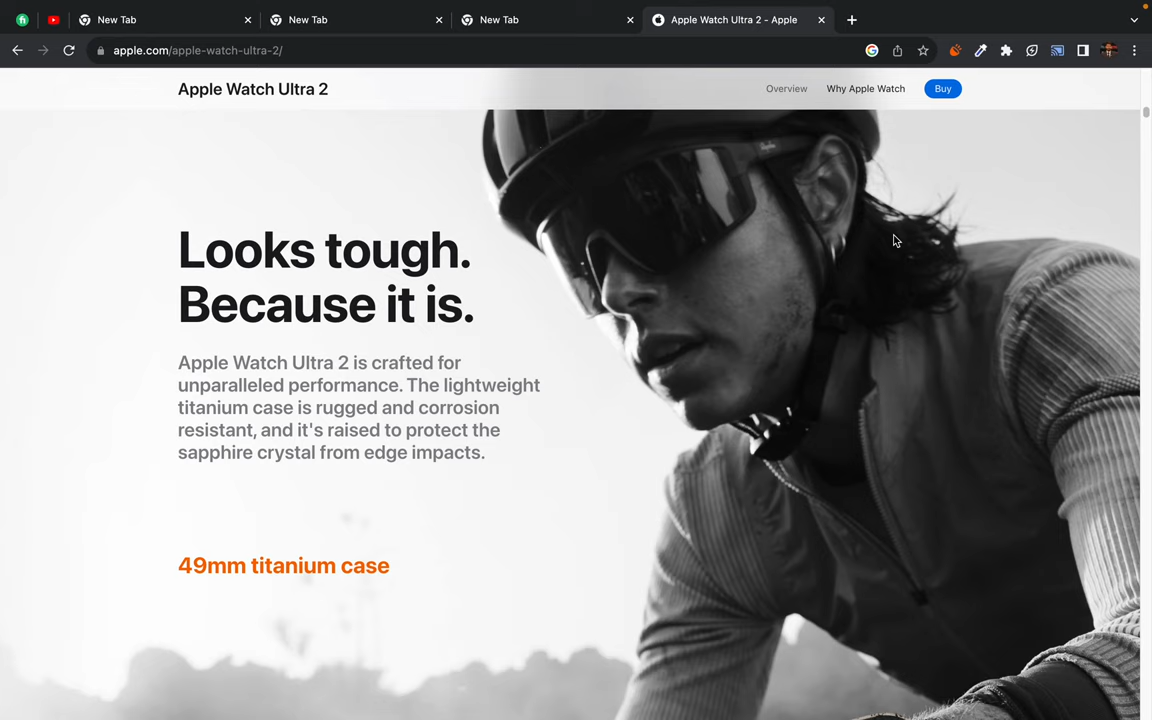 New Tab
New Tab
New Tab
Apple Watch Ultra 2 - Apple
apple.com/apple-watch-ultra-2/
Apple Watch Ultra 2
Overview
Why Apple Watch
Buy
Looks tough.
Because it is.
Apple Watch Ultra 2 is crafted for
unparalleled performance. The lightweight
titanium case is rugged and corrosion
resistant, and it's raised to protect the
sapphire crystal from edge impacts.
49mm titanium case